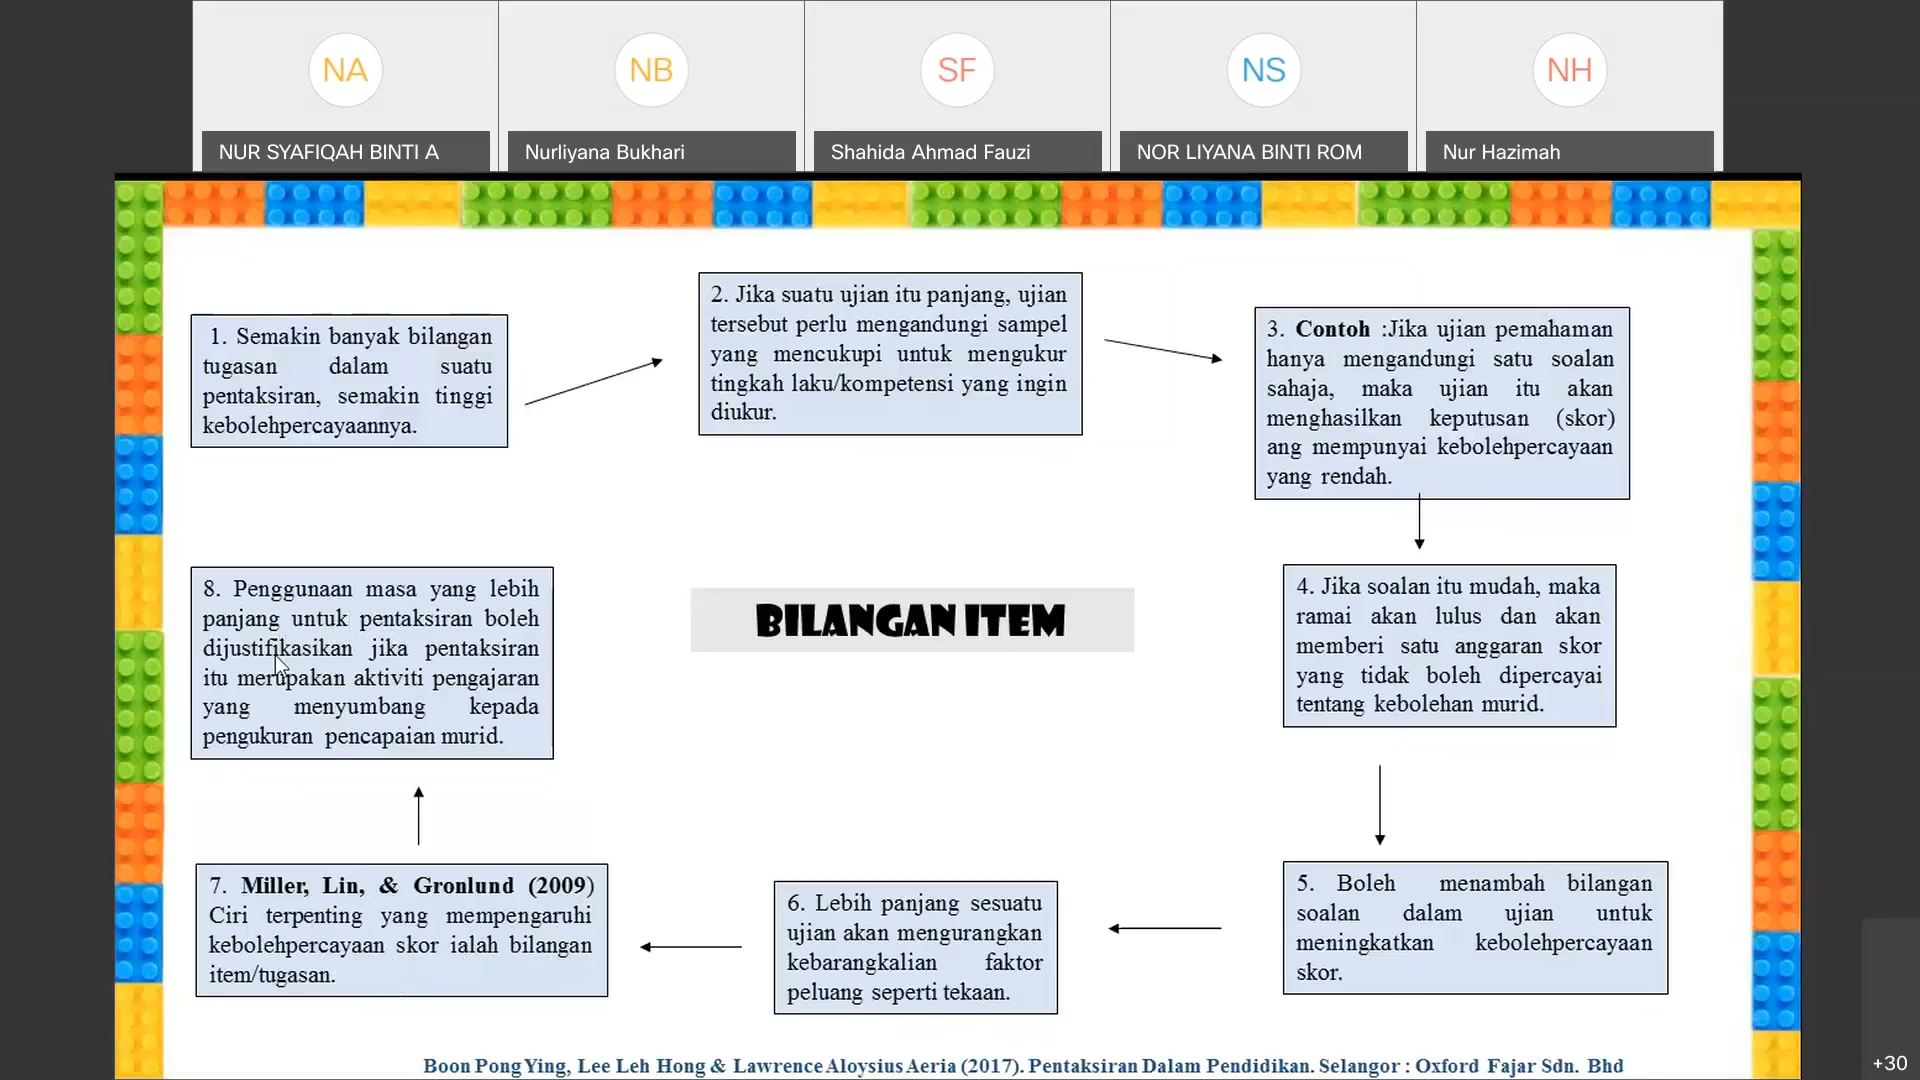 NA
NB
SF
NS
NH
NUR SYAFIQAH BINTI A
Nurliyana Bukhari
Shahida Ahmad Fauzi
NOR LIYANA BINTI ROM
Nur Hazimah
1. Semakin banyak bilangan
tugasan dalam suatu
pentaksiran, semakin tinggi
kebolehpercayaannya.
2. Jika suatu ujian itu panjang, ujian
tersebut perlu mengandungi sampel
yang mencukupi untuk mengukur
tingkah laku/kompetensi yang ingin
diukur.
3. Contoh :Jika ujian pemahaman
hanya mengandungi satu soalan
sahaja, maka ujian itu akan
menghasilkan keputusan (skor)
ang mempunyai kebolehpercayaan
yang rendah.
4. Jika soalan itu mudah, maka
ramai akan lulus dan akan
memberi satu anggaran skor
yang tidak boleh dipercayai
tentang kebolehan murid.
5. Boleh menambah bilangan
soalan dalam ujian untuk
meningkatkan kebolehpercayaan
skor.
6. Lebih panjang sesuatu
ujian akan mengurangkan
kebarangkalian faktor
peluang seperti tekaan.
7. Miller, Lin, & Gronlund (2009)
Ciri terpenting yang mempengaruhi
kebolehpercayaan skor ialah bilangan
item/tugasan.
8. Penggunaan masa yang lebih
panjang untuk pentaksiran boleh
dijustifikasikan jika pentaksiran
itu merupakan aktiviti pengajaran
yang menyumbang kepada
pengukuran pencapaian murid.
BILANGAN ITEM
Boon Pong Ying, Lee Leh Hong & Lawrence Aloysius Aeria (2017). Pentaksiran Dalam Pendidikan. Selangor : Oxford Fajar Sdn. Bhd
+30